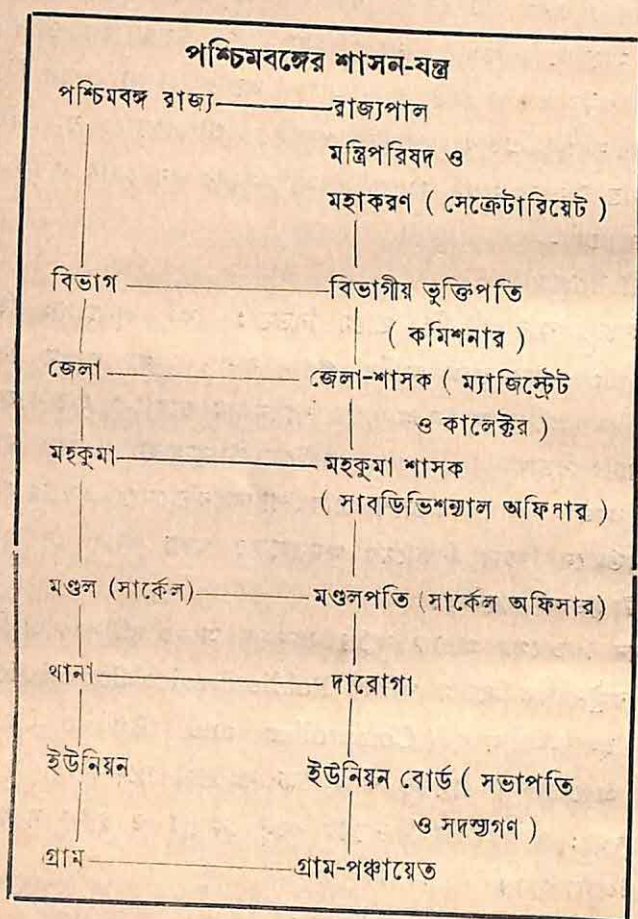 পশ্চিমবঙ্গের শাসন-যন্ত্র
পশ্চিমবঙ্গ রাজ্য রাজ্যপাল
মন্ত্রিপরিষদ ও
মহাকরণ ( সেক্রেটারিয়েট )
বিভাগ বিভাগীয় ভুক্তিপতি
( কমিশনার )
জেলা জেলা-শাসক ( ম্যাজিস্ট্রেট
ও কালেক্টর )
মহকুমা মহকুমা শাসক
( সাবডিভিশন্যাল অফিসার )
মণ্ডল (সার্কেল) মণ্ডলপতি (সার্কেল অফিসার)
থানা দারোগা
ইউনিয়ন ইউনিয়ন বোর্ড ( সভাপতি
ও সদস্যগণ )
গ্রাম গ্রাম-পঞ্চায়েত